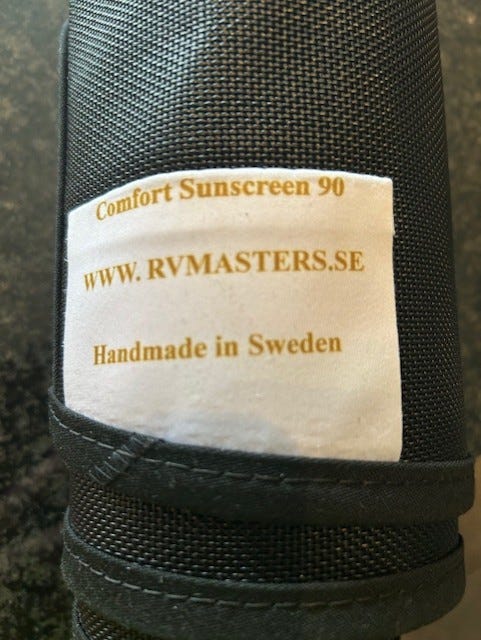 Comfort Sunscreen 90
WWW. RVMASTERS.SE
Handmade in Sweden